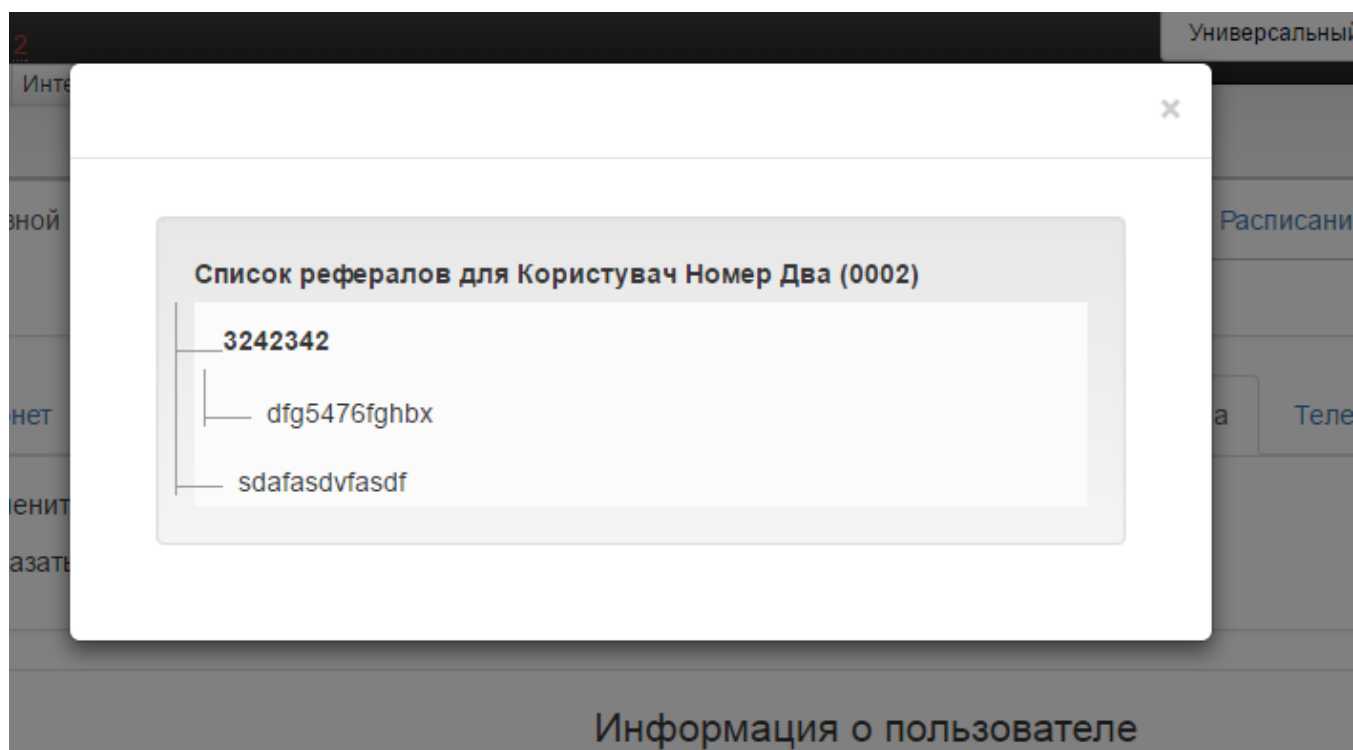 2
Универсальный
Инте
×
зной
Расписани
Список рефералов для Користувач Номер Два (0002)
3242342
dfg5476fghbx
нет
а
Теле
sdafasdvfasdf
енит
азать
Информация о пользователе